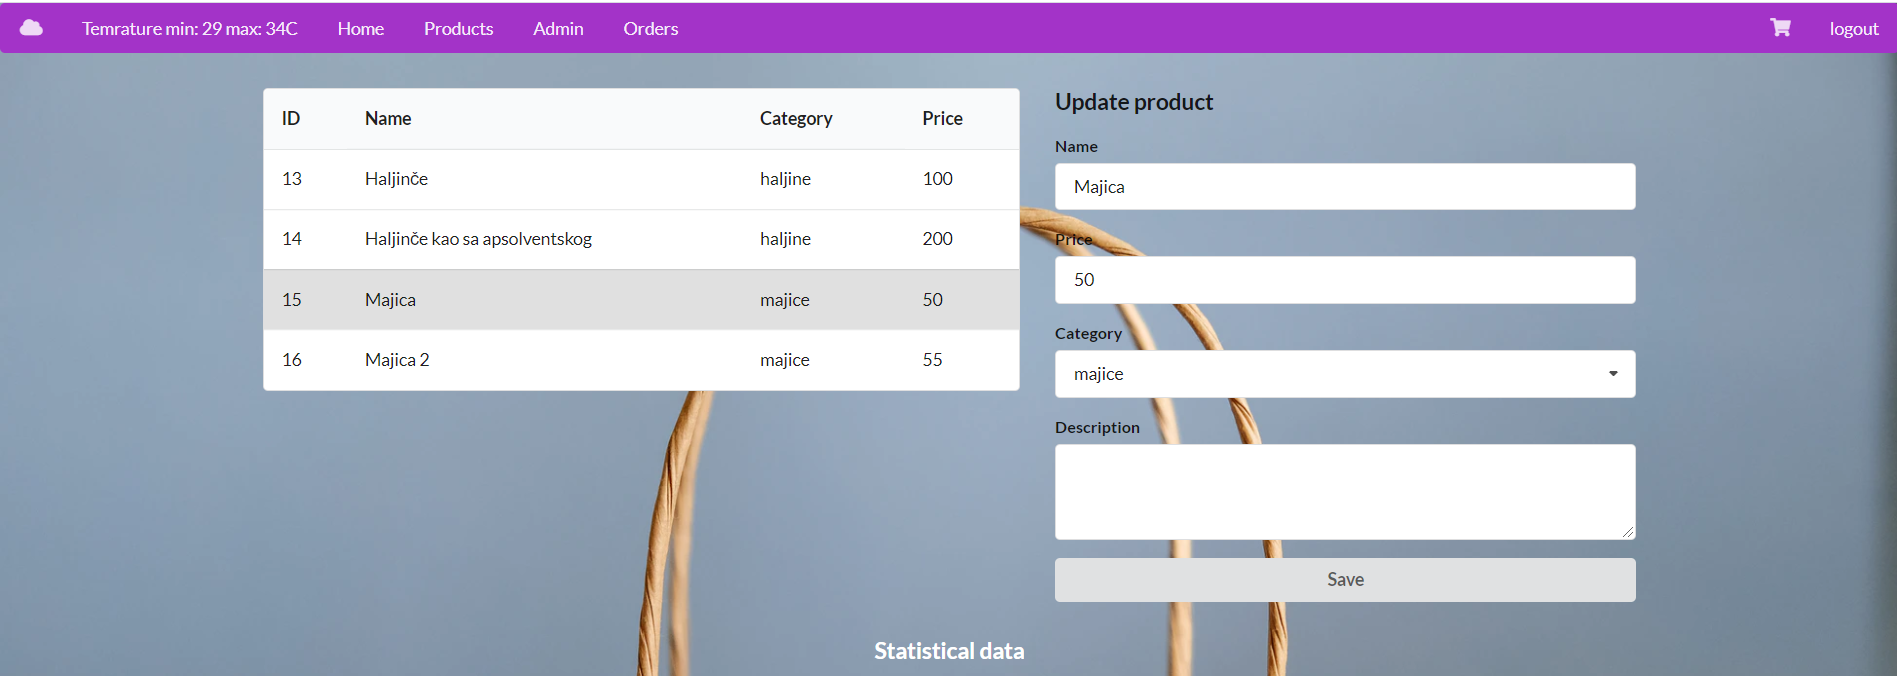 Temrature min: 29 max: 34C Home Products Admin Orders logout
ID Name Category Price
13 Haljinče haljine 100
14 Haljinče kao sa apsolventskog haljine 200
15 Majica majice 50
16 Majica 2 majice 55
Update product
Name
Majica
Price
50
Category
majice
Description
Save
Statistical data